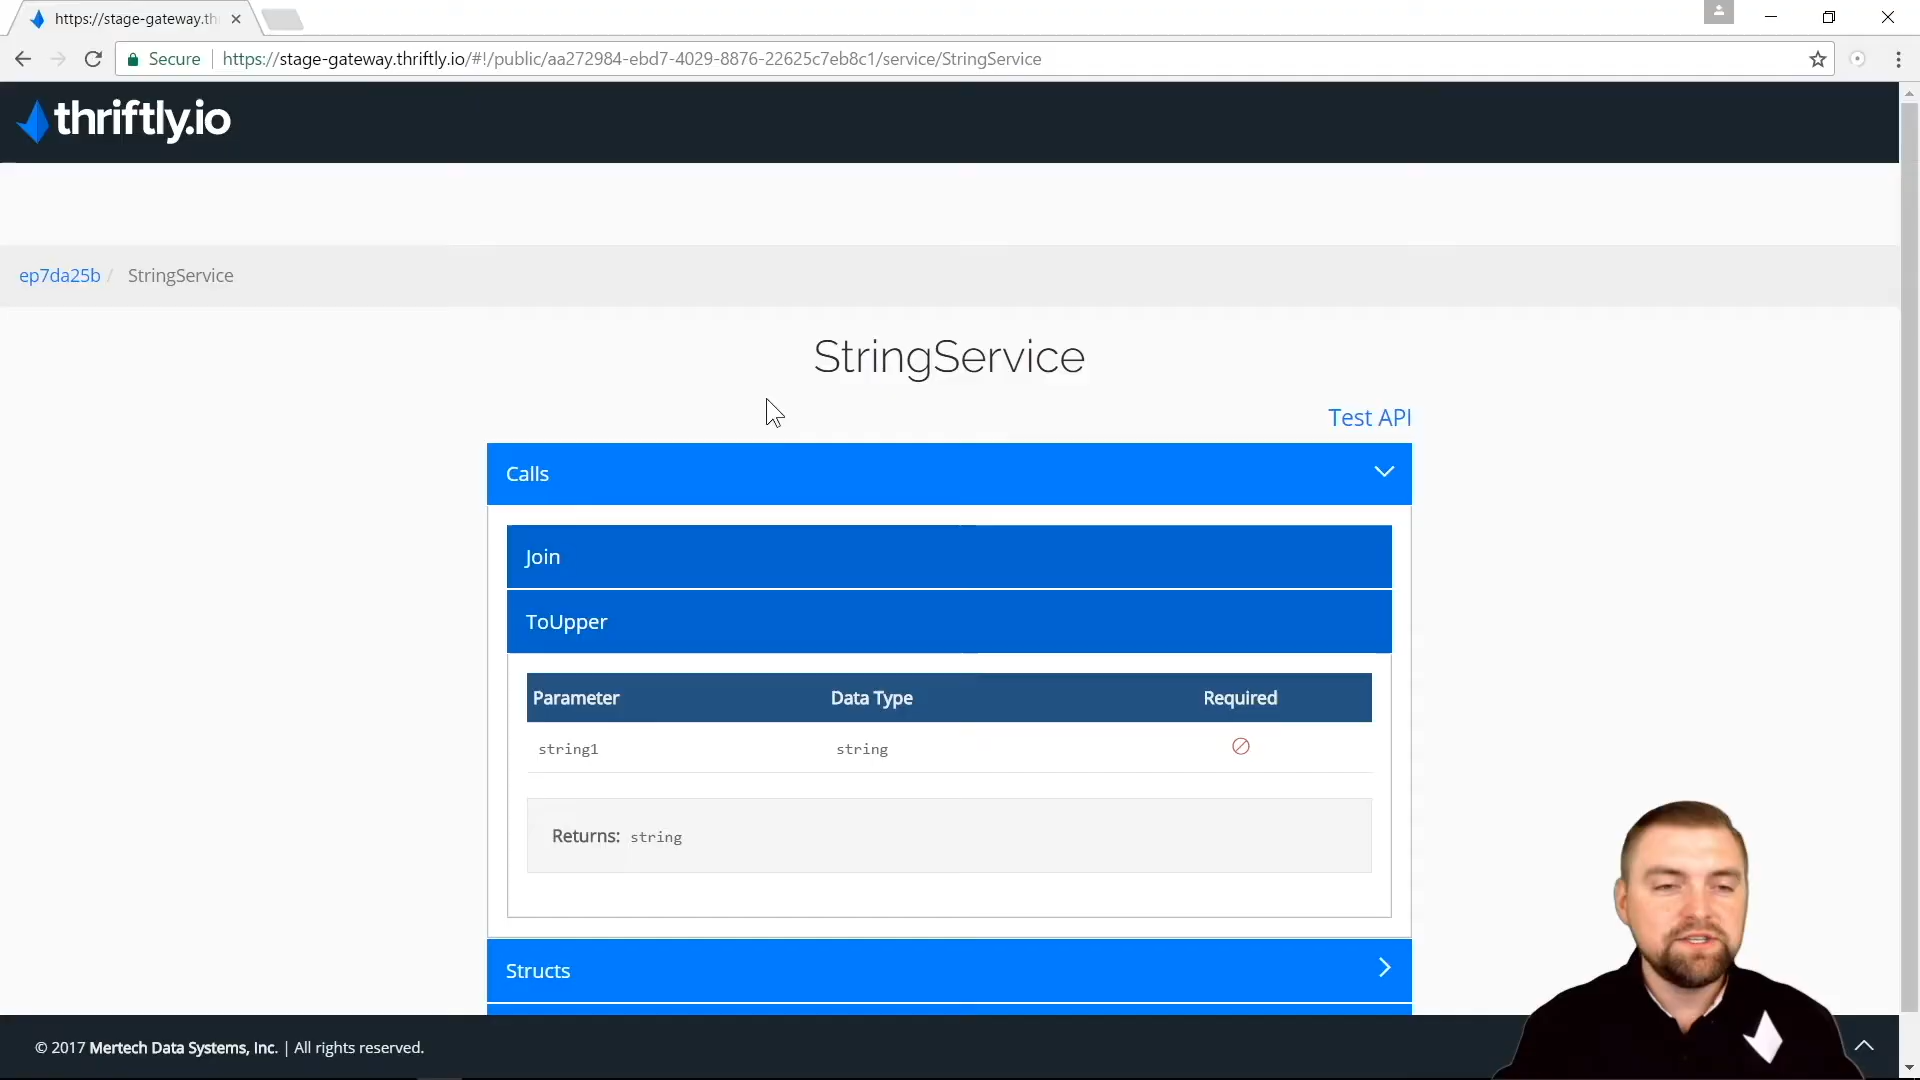 https://stage-gateway.th
Secure
https://stage-gateway.thriftly.io/#!/public/aa272984-ebd7-4029-8876-22625c7eb8c1/service/StringService
thriftly.io
ep7da25b / StringService
StringService
Test API
Calls
Join
ToUpper
Parameter Data Type Required
string1 string
Returns: string
Structs
© 2017 Mertech Data Systems, Inc. | All rights reserved.